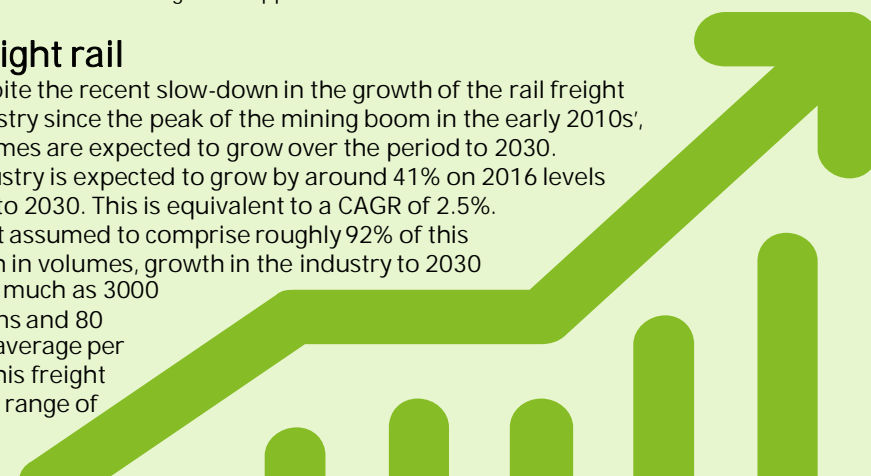 ight rail
ite the recent slow-down in the growth of the rail freight
stry since the peak of the mining boom in the early 2010s’,
mes are expected to grow over the period to 2030.
ustry is expected to grow by around 41% on 2016 levels
to 2030. This is equivalent to a CAGR of 2.5%.
t assumed to comprise roughly 92% of this
in volumes, growth in the industry to 2030
much as 3000
ns and 80
average per
his freight
range of